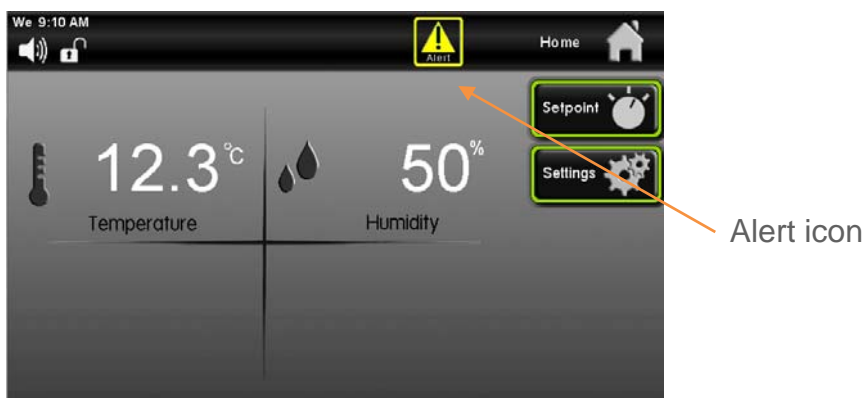 We 9:10 AM
Alert
Home
Setpoint
12.3°C
50%
Settings
Temperature
Humidity
Alert icon